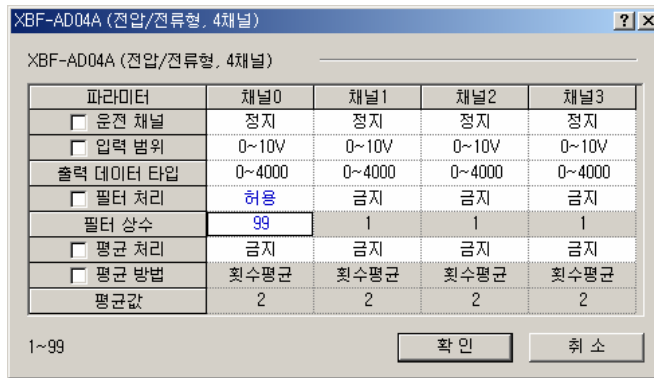 XBF-AD04A (전압/전류형, 4채널)
XBF-AD04A (전압/전류형, 4채널)
파라미터 채널0 채널1 채널2 채널3
운전 채널 정지 정지 정지 정지
입력 범위 0~10V 0~10V 0~10V 0~10V
출력 데이터 타입 0~4000 0~4000 0~4000 0~4000
필터 처리 허용 금지 금지 금지
필터 상수 99 1 1 1
평균 처리 금지 금지 금지 금지
평균 방법 횟수평균 횟수평균 횟수평균 횟수평균
평균값 2 2 2 2
1~99 확인 취소